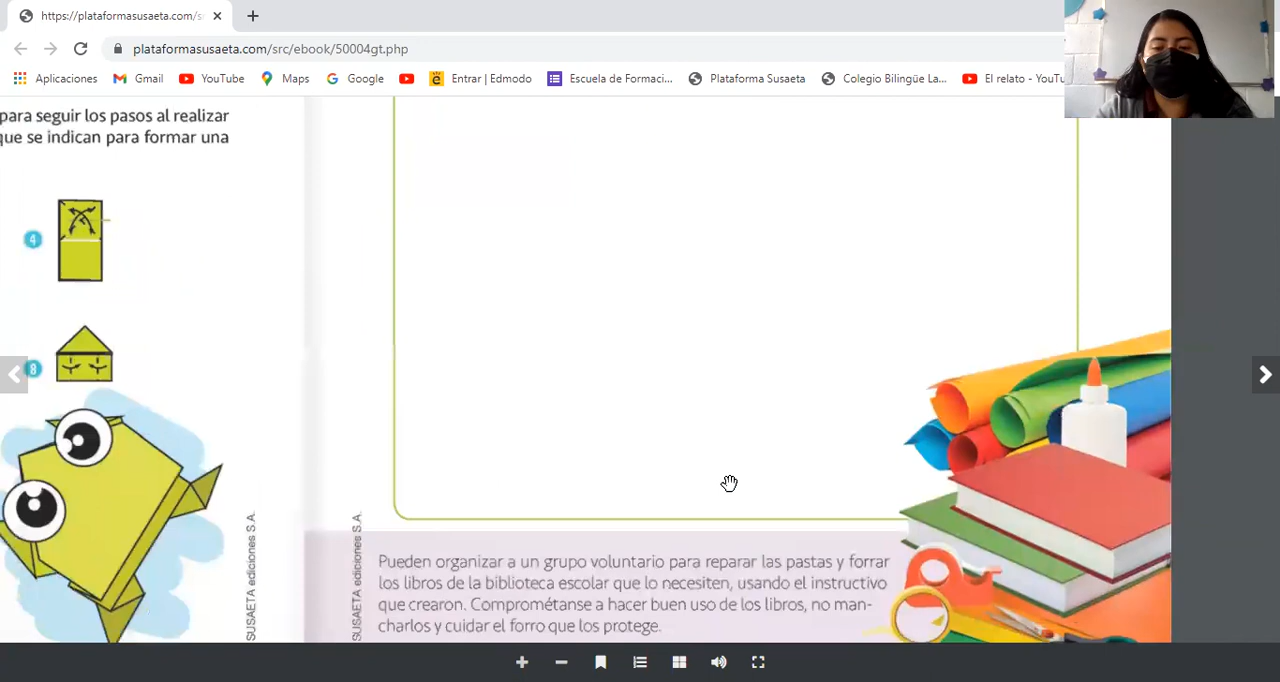 https://plataformasusaeta.com/s
plataformasusaeta.com/src/ebook/50004gt.php
Aplicaciones
Gmail
YouTube
Maps
Google
Entrar | Edmodo
Escuela de Formaci...
Plataforma Susaeta
Colegio Bilingüe La...
El relato - YouTu
para seguir los pasos al realizar
que se indican para formar una
4
8
SUSAETA ediciones S.A.
SUSAETA ediciones S.A.
Pueden organizar a un grupo voluntario para reparar las pastas y forrar
los libros de la biblioteca escolar que lo necesiten, usando el instructivo
que crearon. Comprométanse a hacer buen uso de los libros, no man-
charlos y cuidar el forro que los protege.